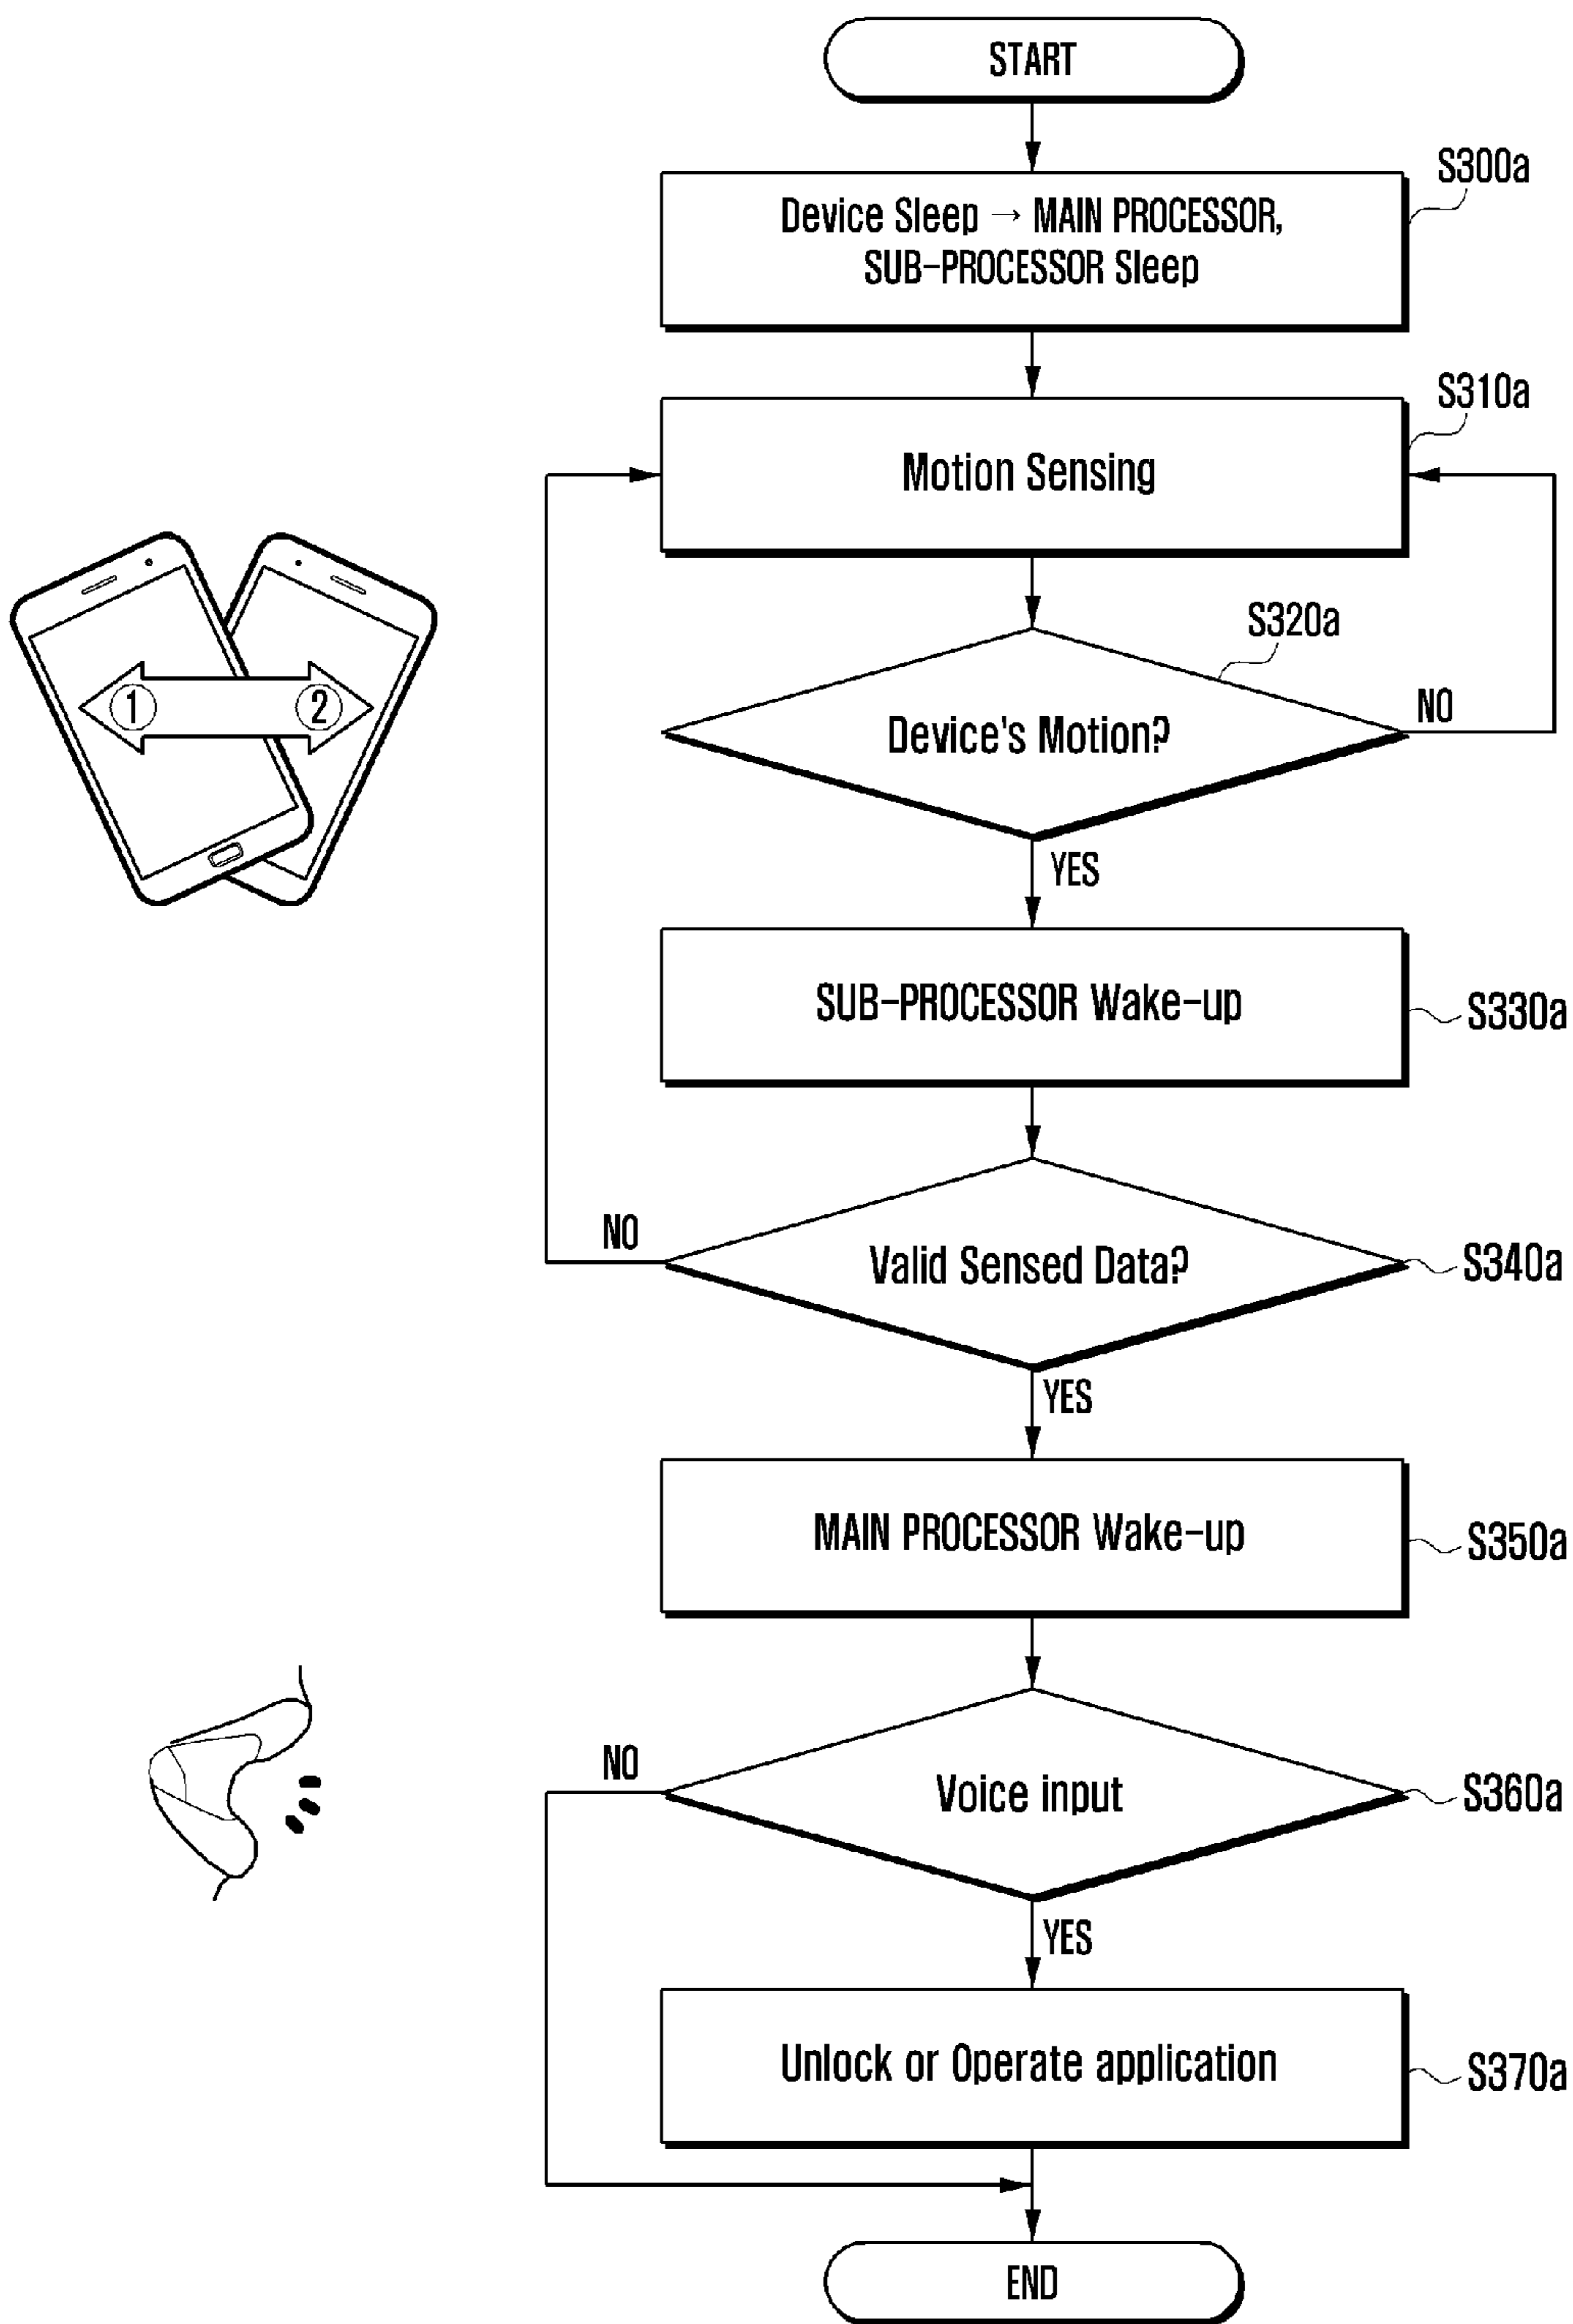 START
S300a
Device Sleep → MAIN PROCESSOR,
SUB-PROCESSOR Sleep
S310a
Motion Sensing
S320a
① ②
Device's Motion?
NO
YES
SUB-PROCESSOR Wake-up
S330a
NO
Valid Sensed Data?
S340a
YES
MAIN PROCESSOR Wake-up
S350a
NO
Voice input
S360a
YES
Unlock or Operate application
S370a
END